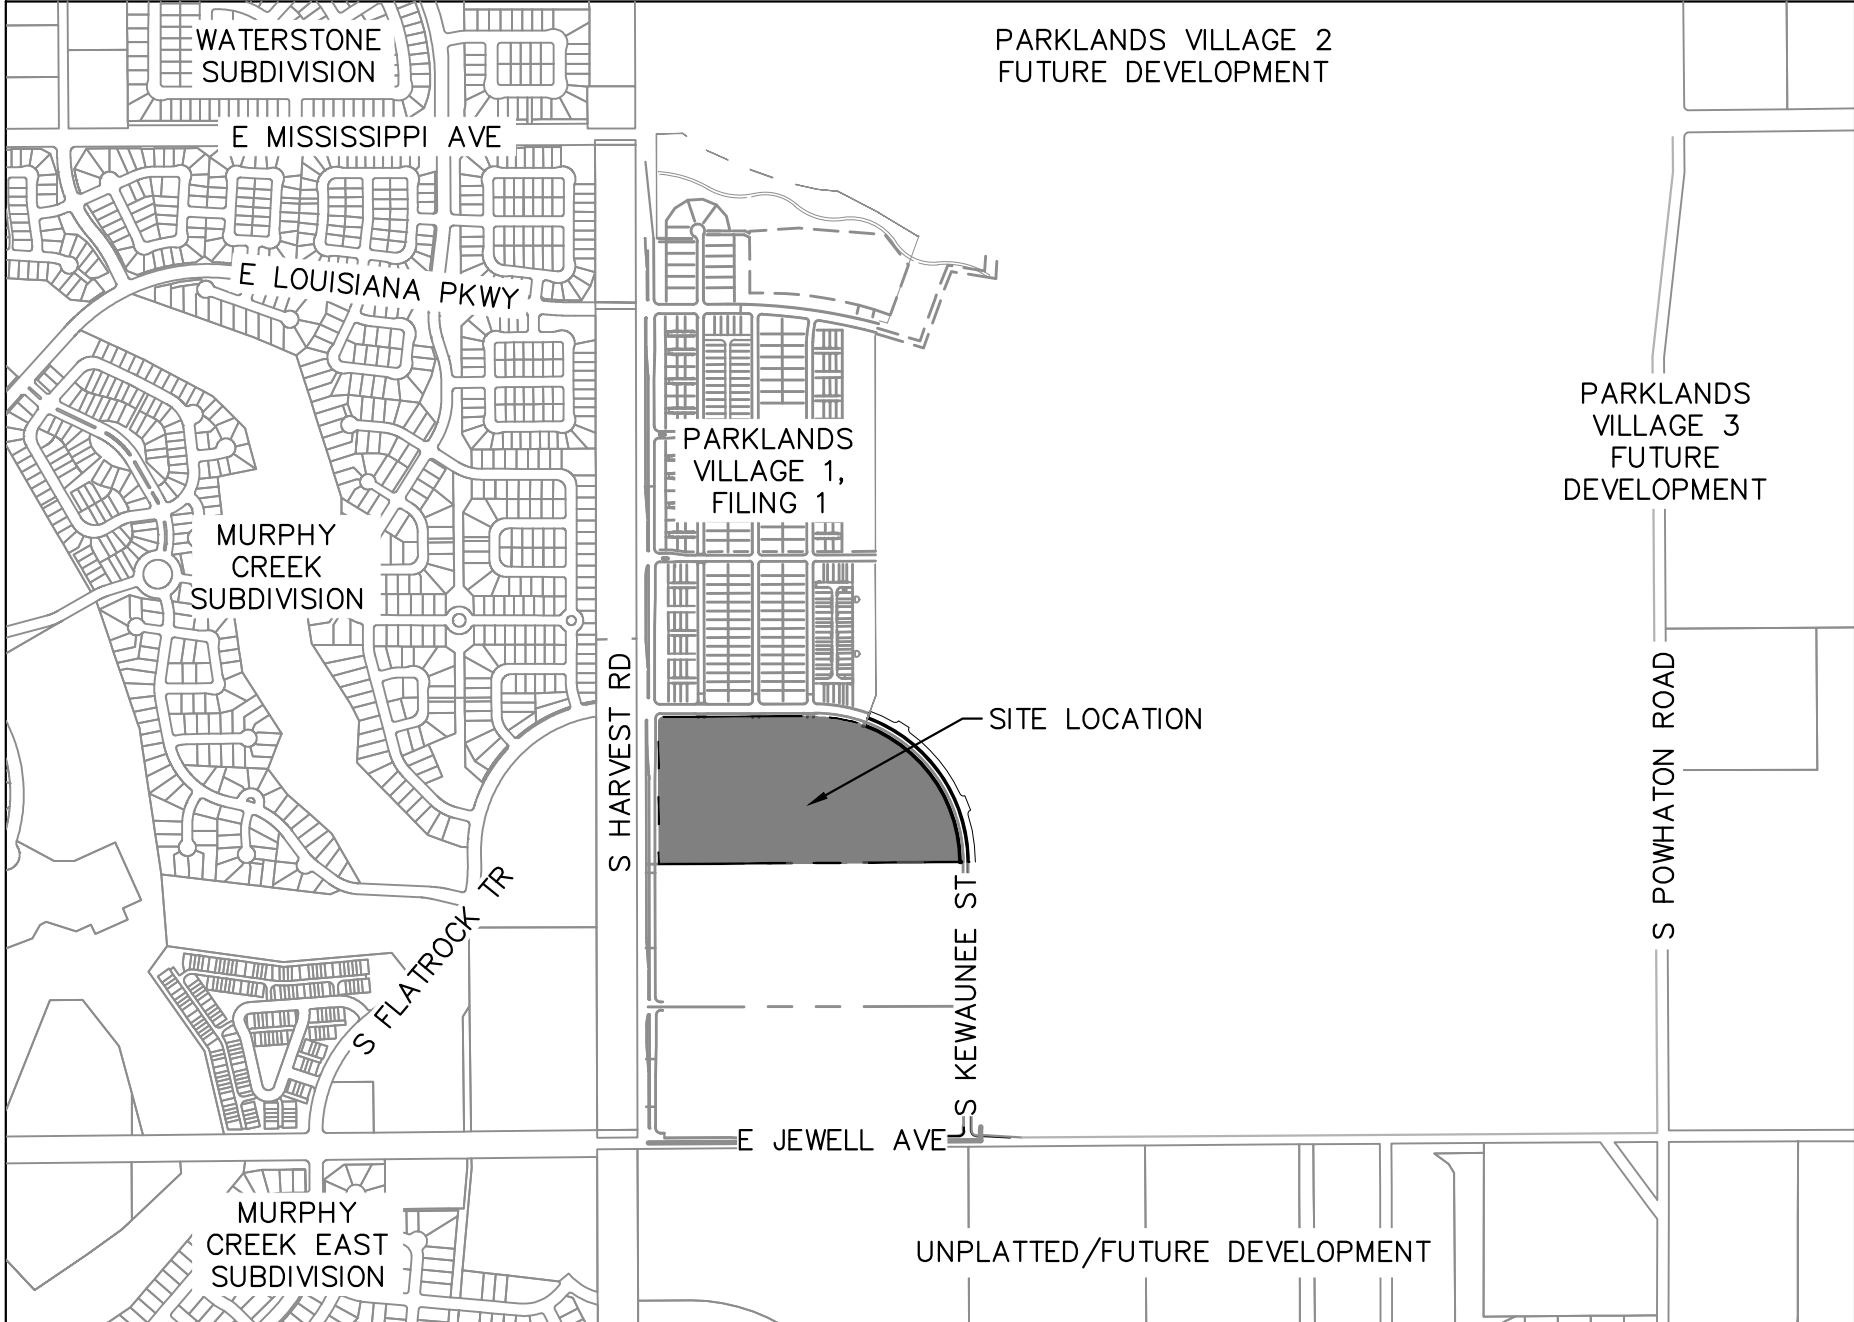 WATERSTONE
SUBDIVISION
PARKLANDS VILLAGE 2
FUTURE DEVELOPMENT
E MISSISSIPPI AVE
E LOUISIANA PKWY
PARKLANDS
VILLAGE 3
FUTURE
DEVELOPMENT
PARKLANDS
VILLAGE 1,
FILING 1
MURPHY
CREEK
SUBDIVISION
S HARVEST RD
SITE LOCATION
S POWHATON ROAD
S FLATROCK TR
S KEWAUNEE ST
E JEWELL AVE
MURPHY
CREEK EAST
SUBDIVISION
UNPLATTED/FUTURE DEVELOPMENT